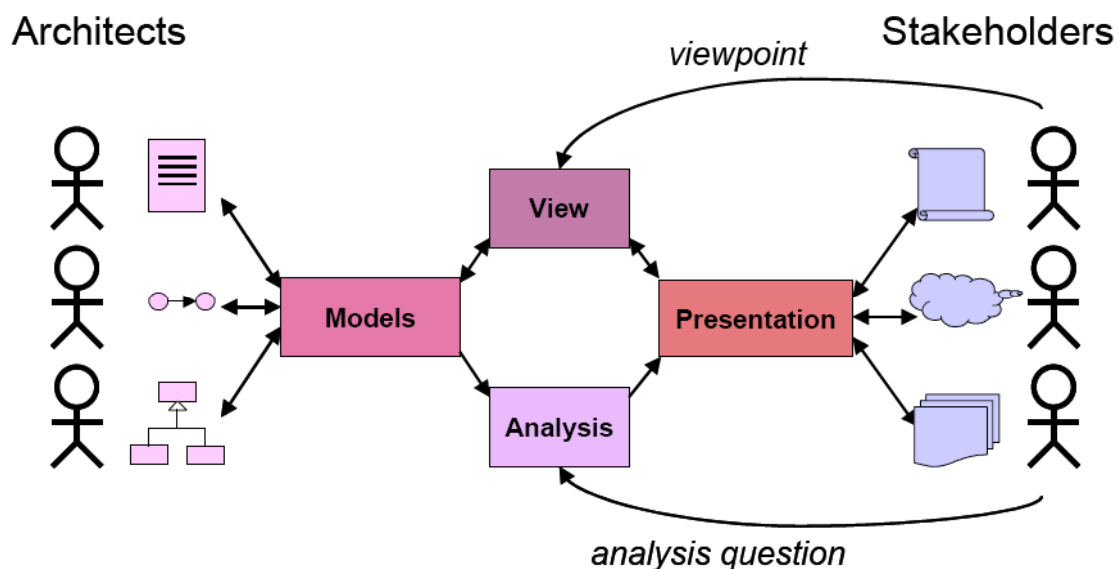 Architects
Stakeholders
viewpoint
View
Models
Presentation
Analysis
analysis question